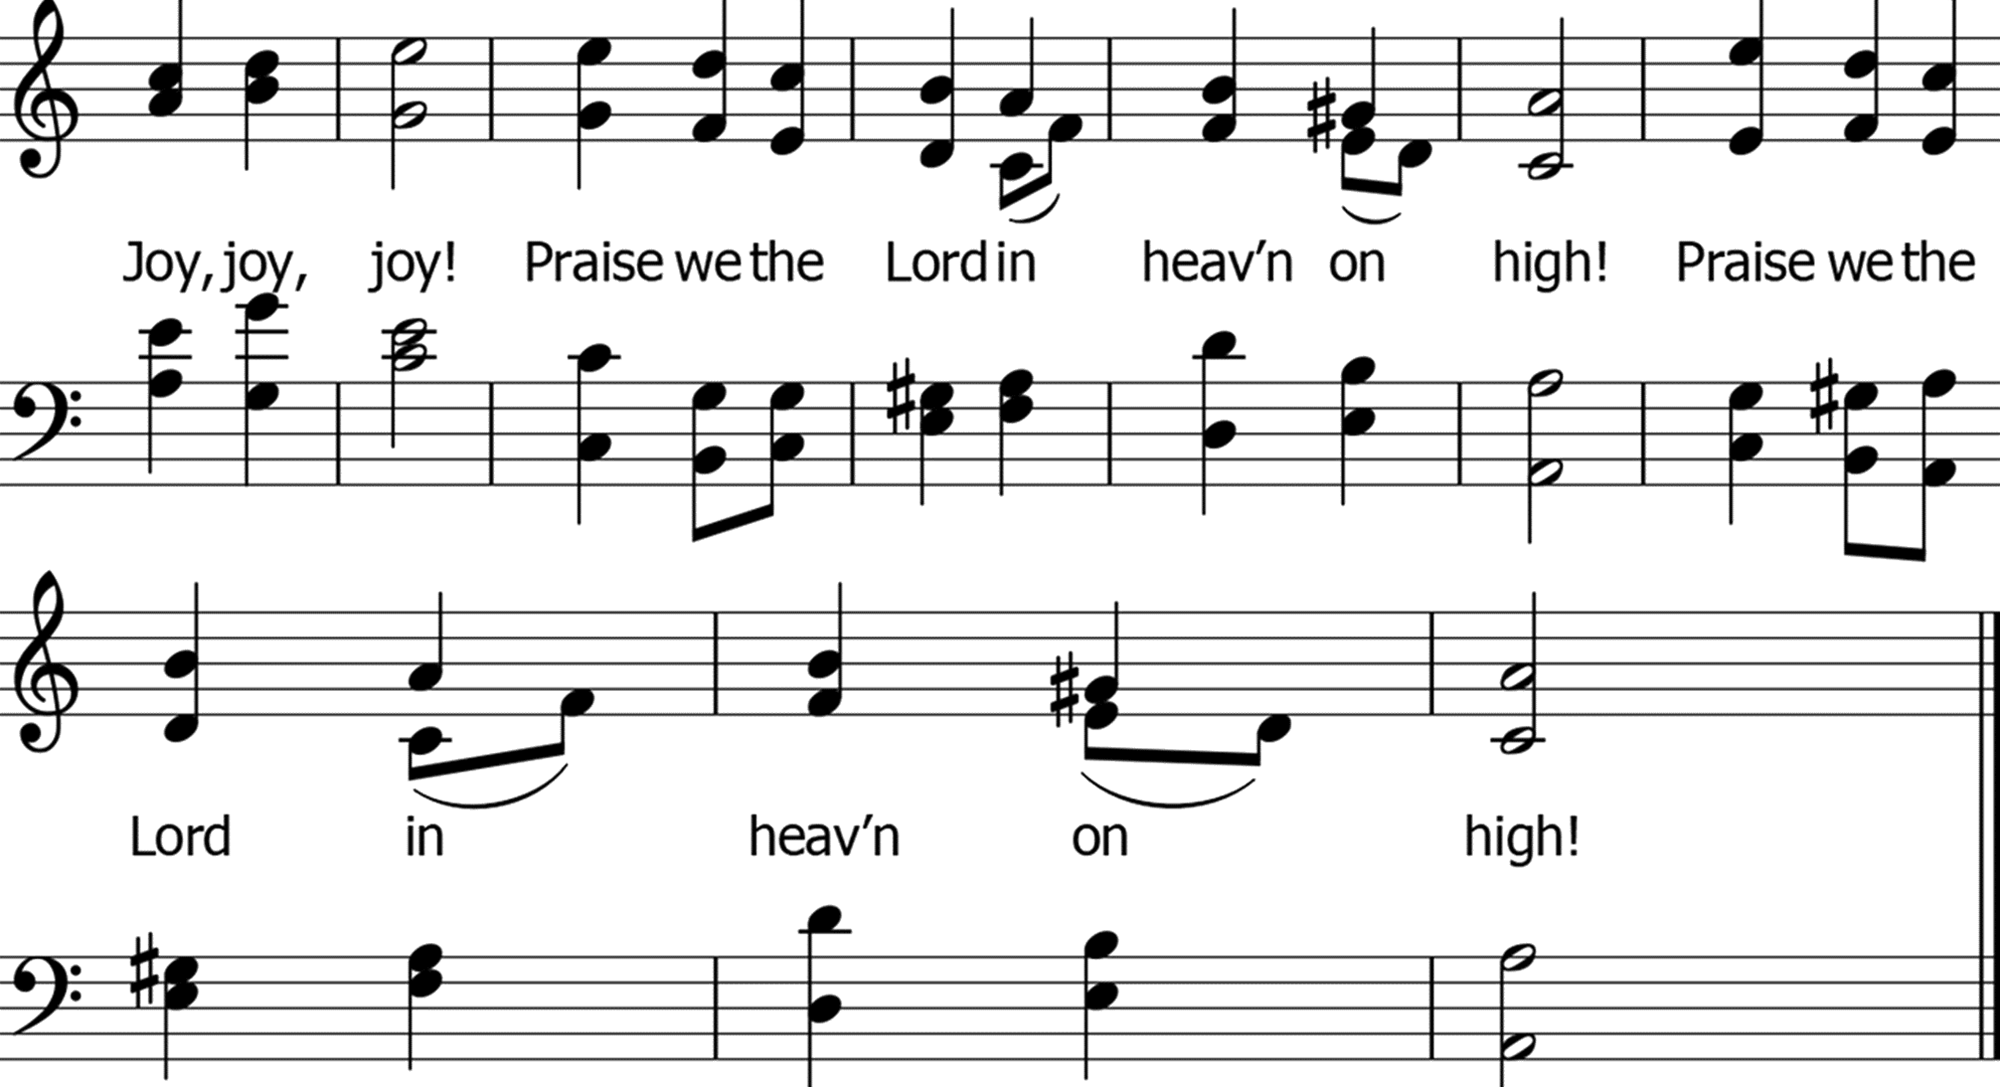 Joy, joy, joy! Praise we the Lord in heav'n on high! Praise we the
Lord in heav'n on high!